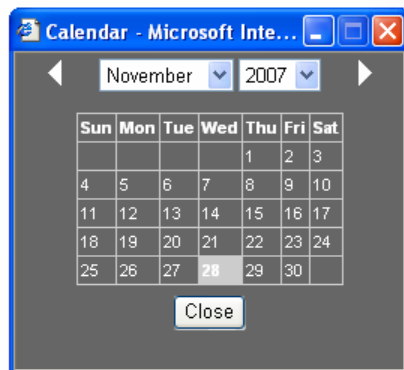 Calendar - Microsoft Inte...
November 2007
Sun Mon Tue Wed Thu Fri Sat
1 2 3
4 5 6 7 8 9 10
11 12 13 14 15 16 17
18 19 20 21 22 23 24
25 26 27 28 29 30
Close